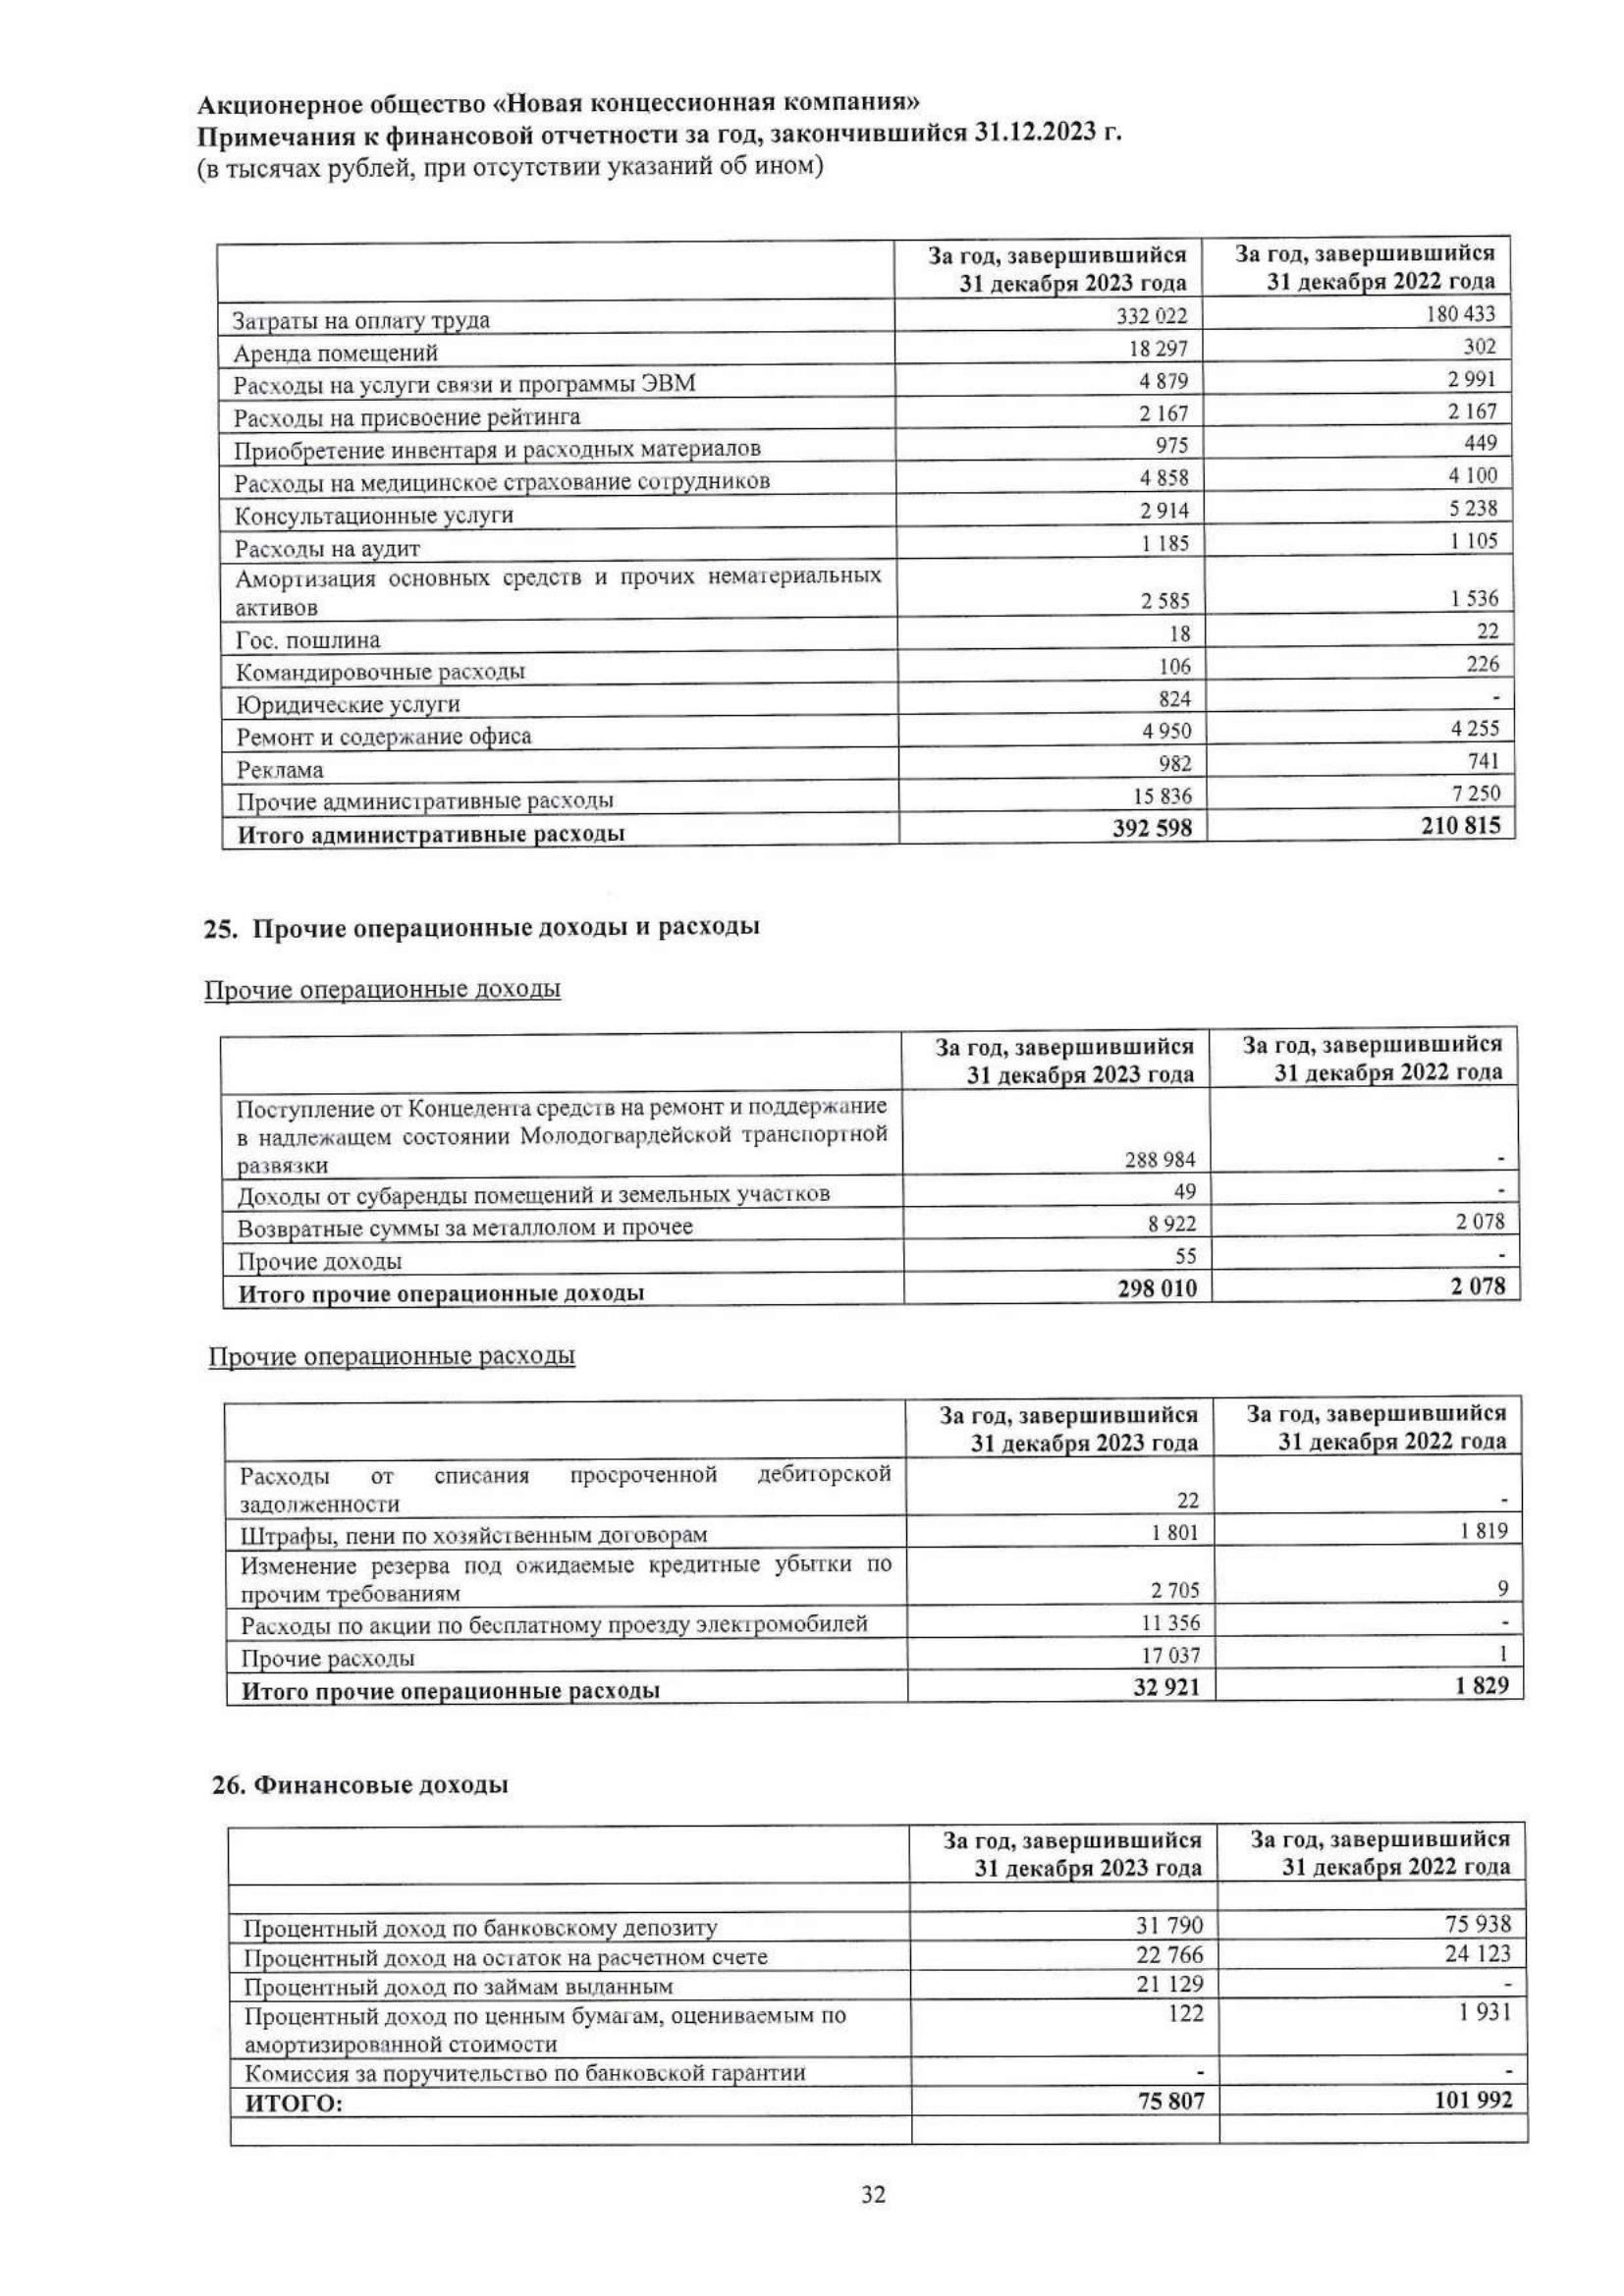 Акционерное общество «Новая концессионная компания»
Примечания к финансовой отчетности за год, закончившийся 31.12.2023 г.
(в тысячах рублей, при отсутствии указаний об ином)
За год, завершившийся За год, завершившийся
31 декабря 2023 года 31 декабря 2022 года
Затраты на оплату труда 332 022 180 433
Аренда помещений 18 297 302
Расходы на услуги связи и программы ЭВМ 4 879 2 991
Расходы на присвоение рейтинга 2 167 2 167
Приобретение инвентаря и расходных материалов 975 449
Расходы на медицинское страхование сотрудников 4 858 4 100
Консультационные услуги 2 914 5 238
Расходы на аудит 1 185 1 105
Амортизация основных средств и прочих нематериальных
активов 2 585 1 536
Гос. пошлина 18 22
Командировочные расходы 106 226
Юридические услуги 824 -
Ремонт и содержание офиса 4 950 4 255
Реклама 982 741
Прочие административные расходы 15 836 7 250
Итого административные расходы 392 598 210 815
25. Прочие операционные доходы и расходы
Прочие операционные доходы
За год, завершившийся За год, завершившийся
31 декабря 2023 года 31 декабря 2022 года
Поступление от Концедента средств на ремонт и поддержание
в надлежащем состоянии Молодогвардейской транспортной
развязки 288 984 -
Доходы от субаренды помещений и земельных участков 49 -
Возвратные суммы за металлолом и прочее 8 922 2 078
Прочие доходы 55 -
Итого прочие операционные доходы 298 010 2 078
Прочие операционные расходы
За год, завершившийся За год, завершившийся
31 декабря 2023 года 31 декабря 2022 года
Расходы от списания просроченной дебиторской
задолженности 22 -
Штрафы, пени по хозяйственным договорам 1 801 1 819
Изменение резерва под ожидаемые кредитные убытки по
прочим требованиям 2 705 9
Расходы по акции по бесплатному проезду электромобилей 11 356 -
Прочие расходы 17 037 1
Итого прочие операционные расходы 32 921 1 829
26. Финансовые доходы
За год, завершившийся За год, завершившийся
31 декабря 2023 года 31 декабря 2022 года
Процентный доход по банковскому депозиту 31 790 75 938
Процентный доход на остаток на расчетном счете 22 766 24 123
Процентный доход по займам выданным 21 129 -
Процентный доход по ценным бумагам, оцениваемым по 122 1 931
амортизированной стоимости
Комиссия за поручительство по банковской гарантии - -
ИТОГО: 75 807 101 992
32